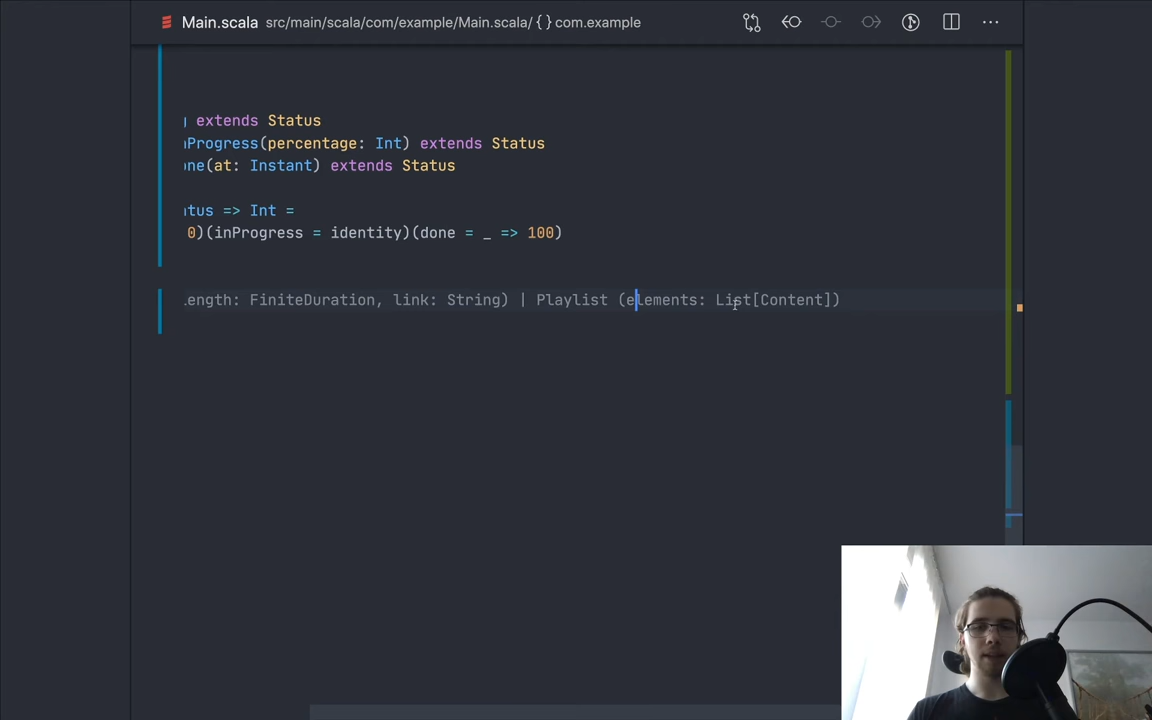 Main.scala src/main/scala/com/example/Main.scala/ {} com.example
extends Status
Progress(percentage: Int) extends Status
ne(at: Instant) extends Status
tus => Int =
0)(inProgress = identity)(done = _ => 100)
ength: FiniteDuration, link: String) | Playlist (elements: List[Content])